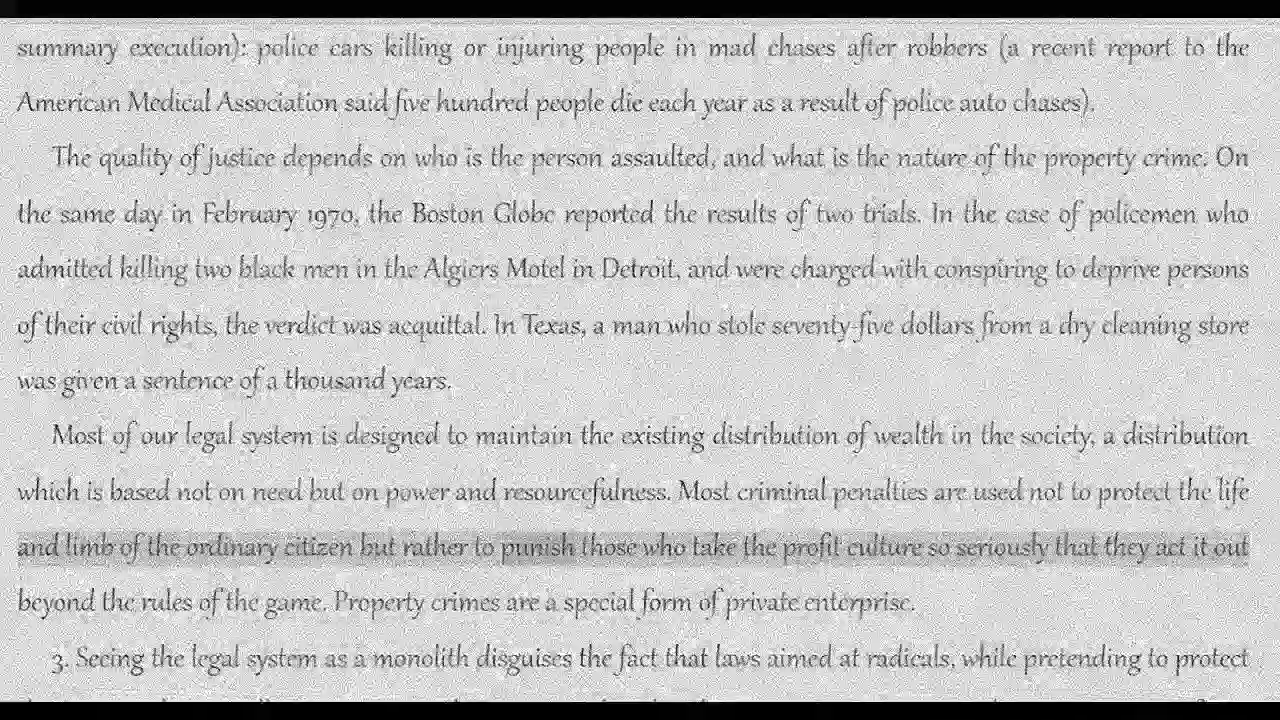 summary execution): police cars killing or injuring people in mad chases after robbers (a recent report to the
American Medical Association said five hundred people die each year as a result of police auto chases).
The quality of justice depends on who is the person assaulted, and what is the nature of the property crime. On
the same day in February 1970, the Boston Globe reported the results of two trials. In the case of policemen who
admitted killing two black men in the Algiers Motel in Detroit, and were charged with conspiring to deprive persons
of their civil rights, the verdict was acquittal. In Texas, a man who stole seventy-five dollars from a dry cleaning store
was given a sentence of a thousand years.
Most of our legal system is designed to maintain the existing distribution of wealth in the society, a distribution
which is based not on need but on power and resourcefulness. Most criminal penalties are used not to protect the life
and limb of the ordinary citizen but rather to punish those who take the profit culture so seriously that they act it out
beyond the rules of the game. Property crimes are a special form of private enterprise.
3. Seeing the legal system as a monolith disguises the fact that laws aimed at radicals, while pretending to protect